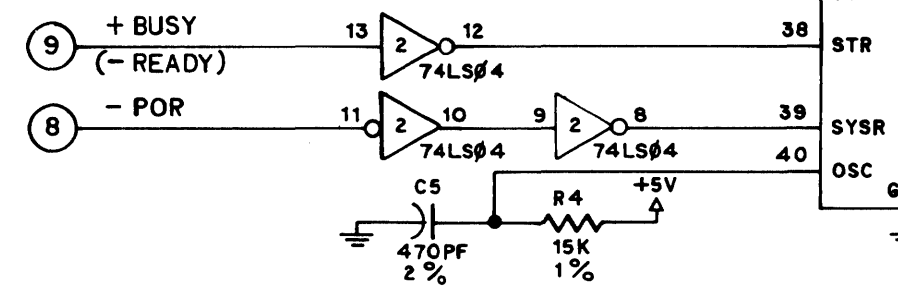 9 + BUSY 13 2 12 38 STR
(- READY) 74LSØ4
8 - POR 11 2 10 9 2 8 39 SYSR
74LSØ4 74LSØ4
40 OSC
C5 R4 +5V G
470PF 15K
2% 1%